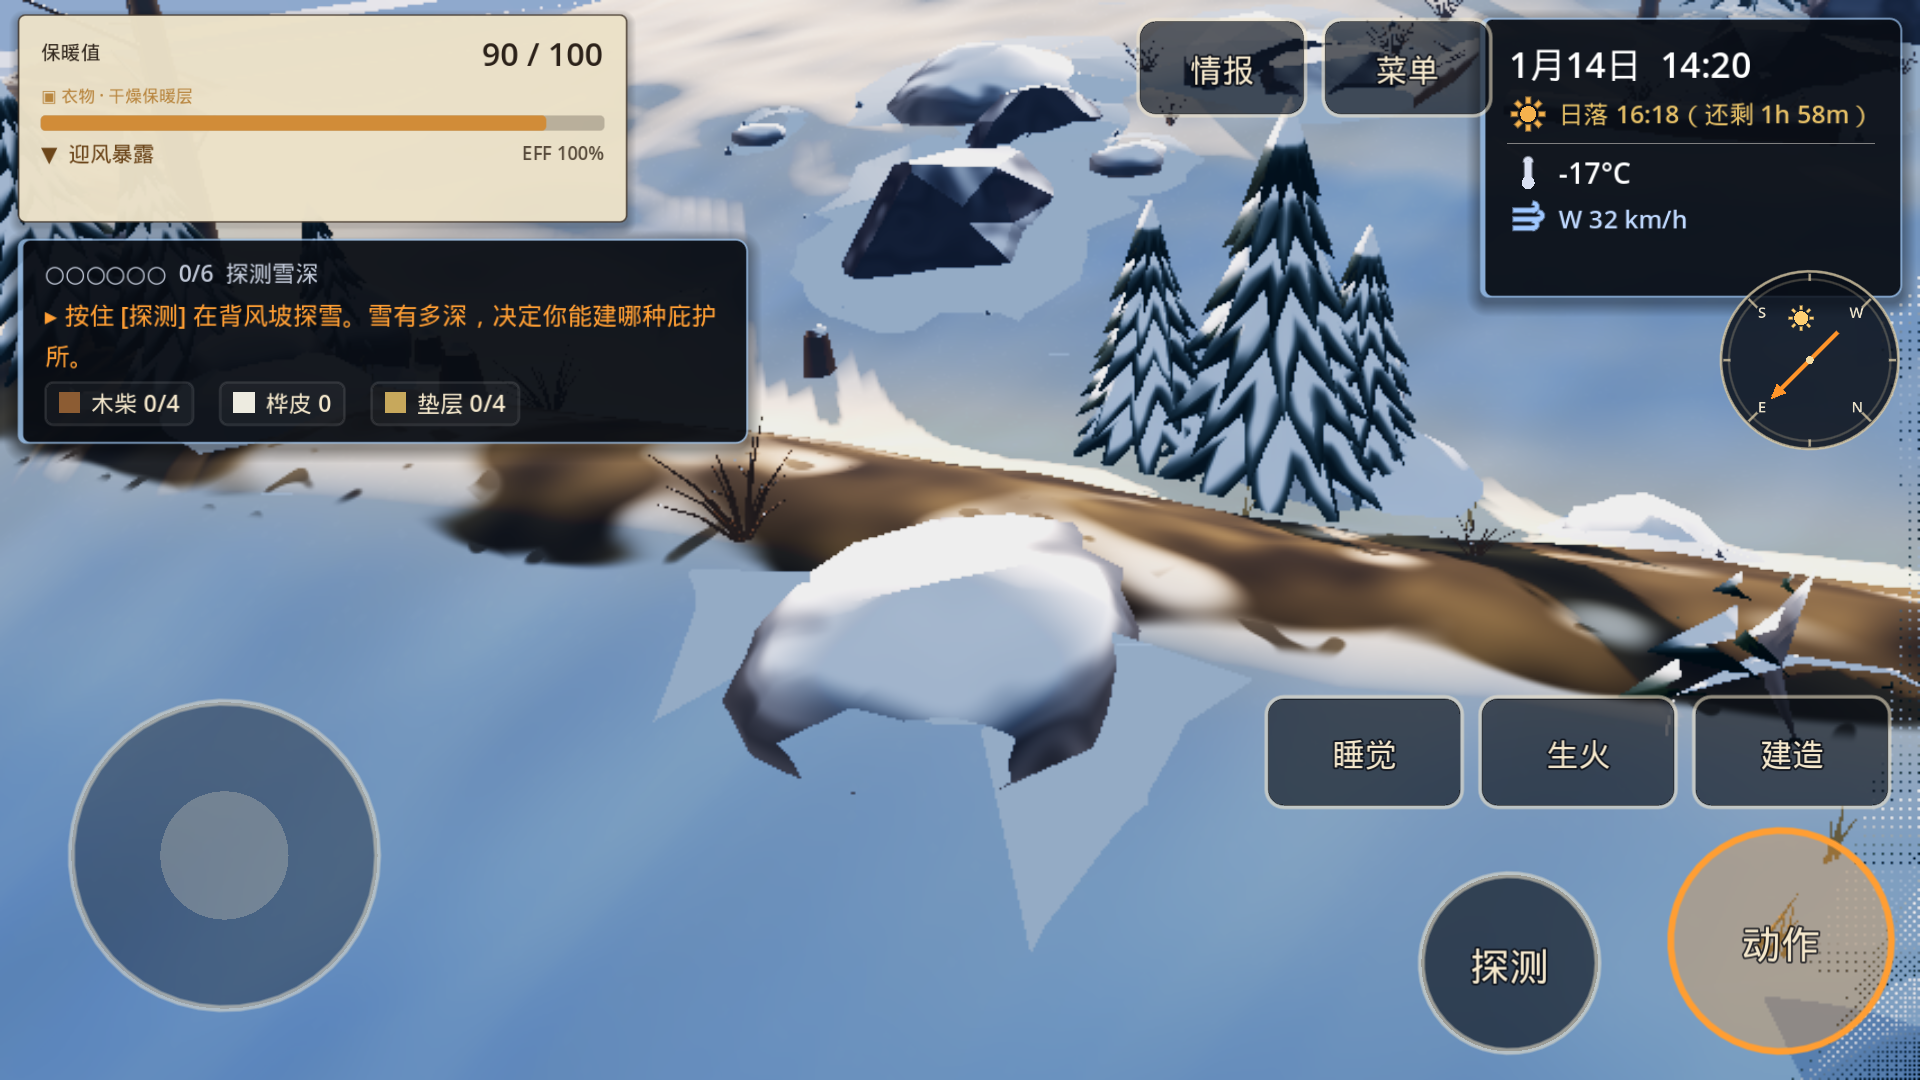 保暖值
90 / 100
衣物 · 干燥保暖层
▼ 迎风暴露
EFF 100%
○○○○○○ 0/6 探测雪深
▸ 按住 [探测] 在背风坡探雪。雪有多深，决定你能建哪种庇护
所。
木柴 0/4
桦皮 0
垫层 0/4
情报
菜单
1月14日 14:20
日落 16:18（还剩 1h 58m）
-17°C
W 32 km/h
S
W
E
N
睡觉
生火
建造
探测
动作